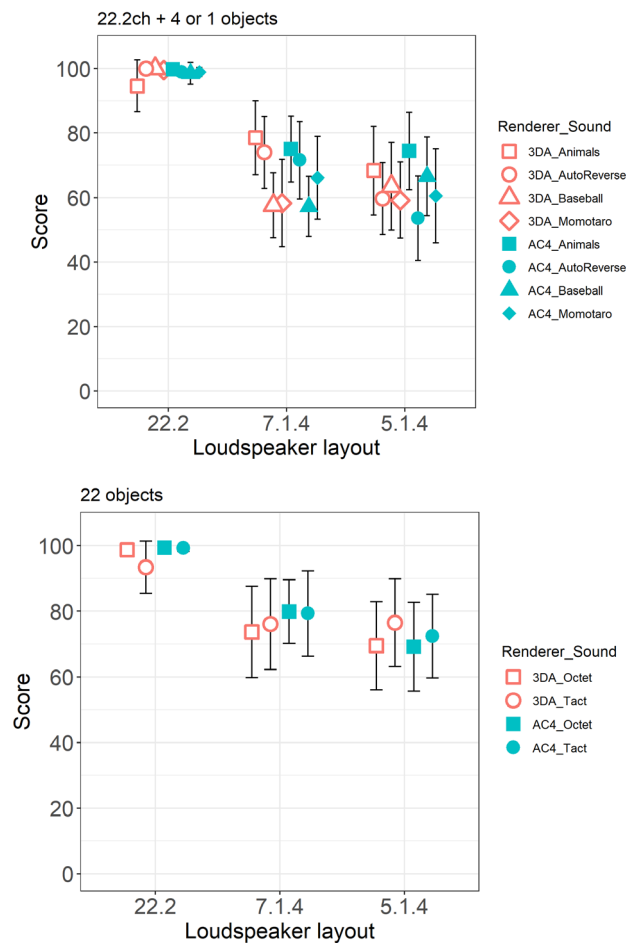 22.2ch + 4 or 1 objects
100
80
60
40
20
0
Score
22.2 7.1.4 5.1.4
Loudspeaker layout
Renderer_Sound
3DA_Animals
3DA_AutoReverse
3DA_Baseball
3DA_Momotaro
AC4_Animals
AC4_AutoReverse
AC4_Baseball
AC4_Momotaro
22 objects
100
80
60
40
20
0
Score
22.2 7.1.4 5.1.4
Loudspeaker layout
Renderer_Sound
3DA_Octet
3DA_Tact
AC4_Octet
AC4_Tact